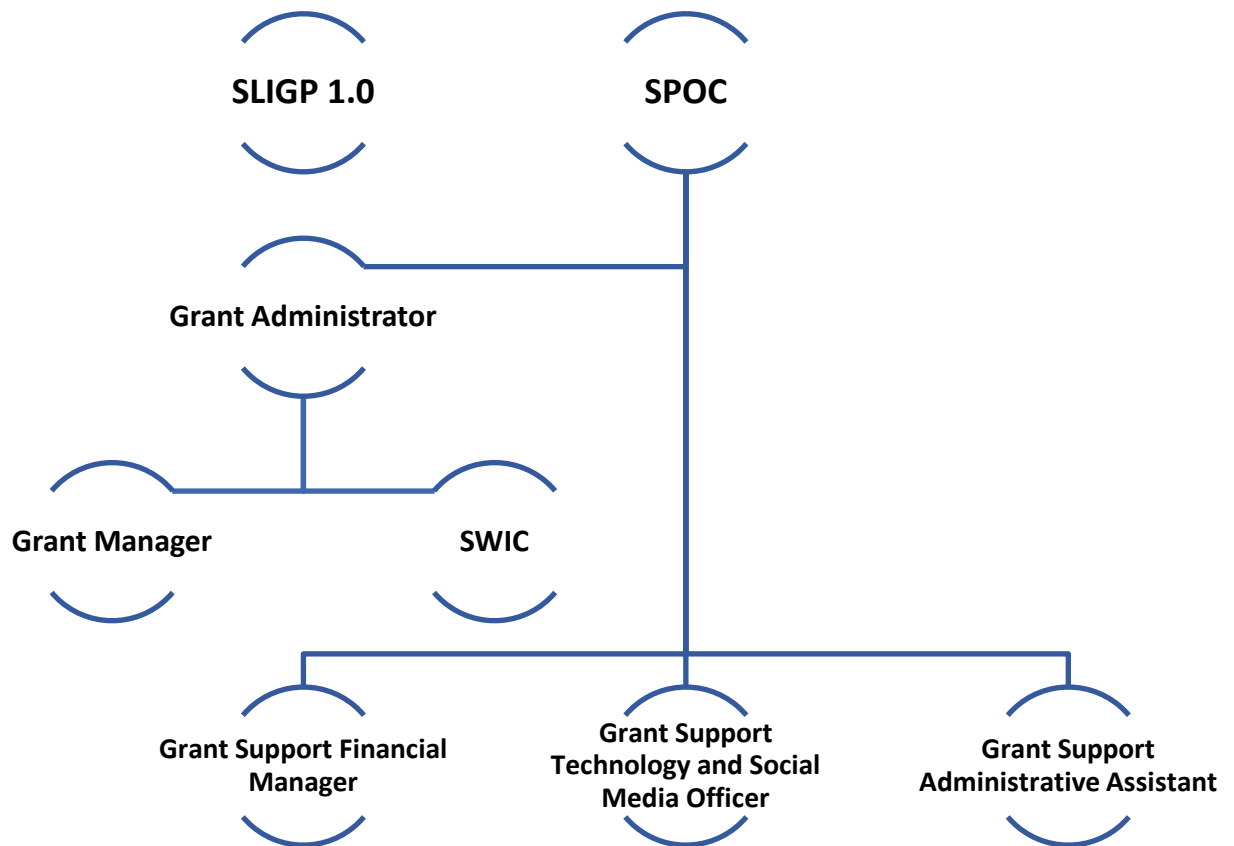 SLIGP 1.0
SPOC
Grant Administrator
Grant Manager
SWIC
Grant Support Financial
Manager
Grant Support
Technology and Social
Media Officer
Grant Support
Administrative Assistant